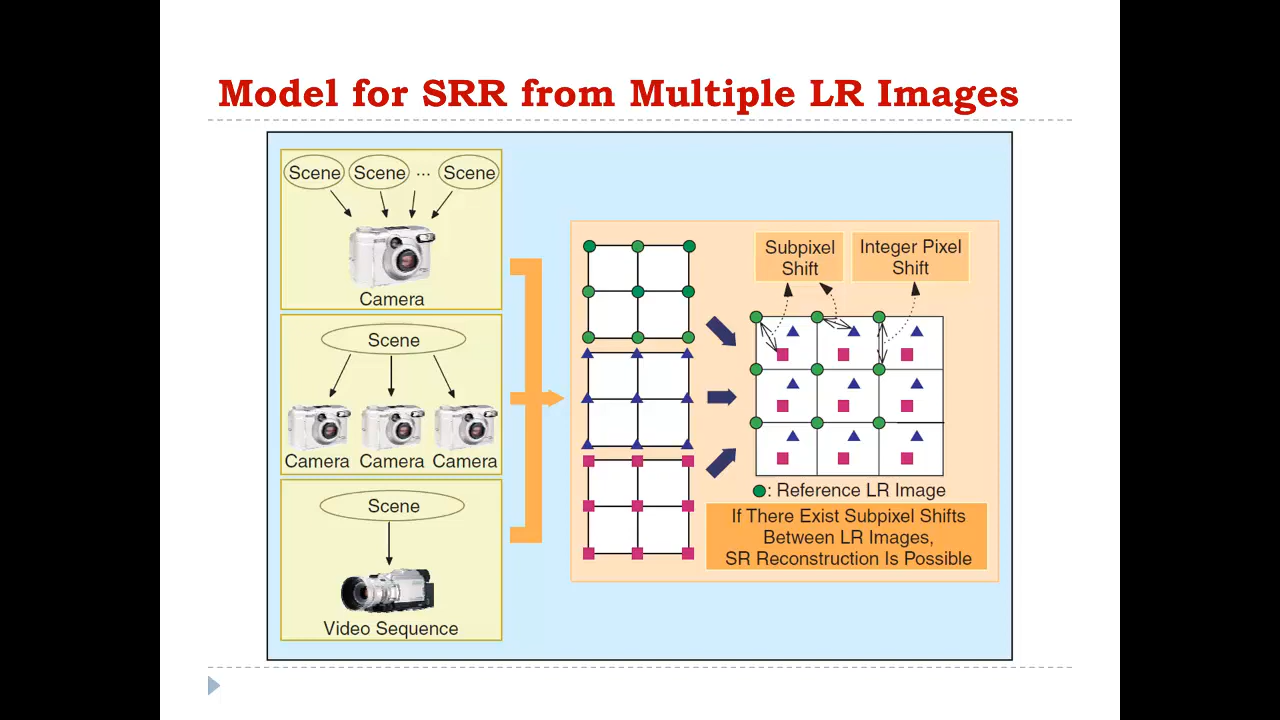 Model for SRR from Multiple LR Images
Scene Scene ... Scene
Camera
Scene
Camera Camera Camera
Scene
Video Sequence
Subpixel
Shift
Integer Pixel
Shift
: Reference LR Image
If There Exist Subpixel Shifts
Between LR Images,
SR Reconstruction Is Possible